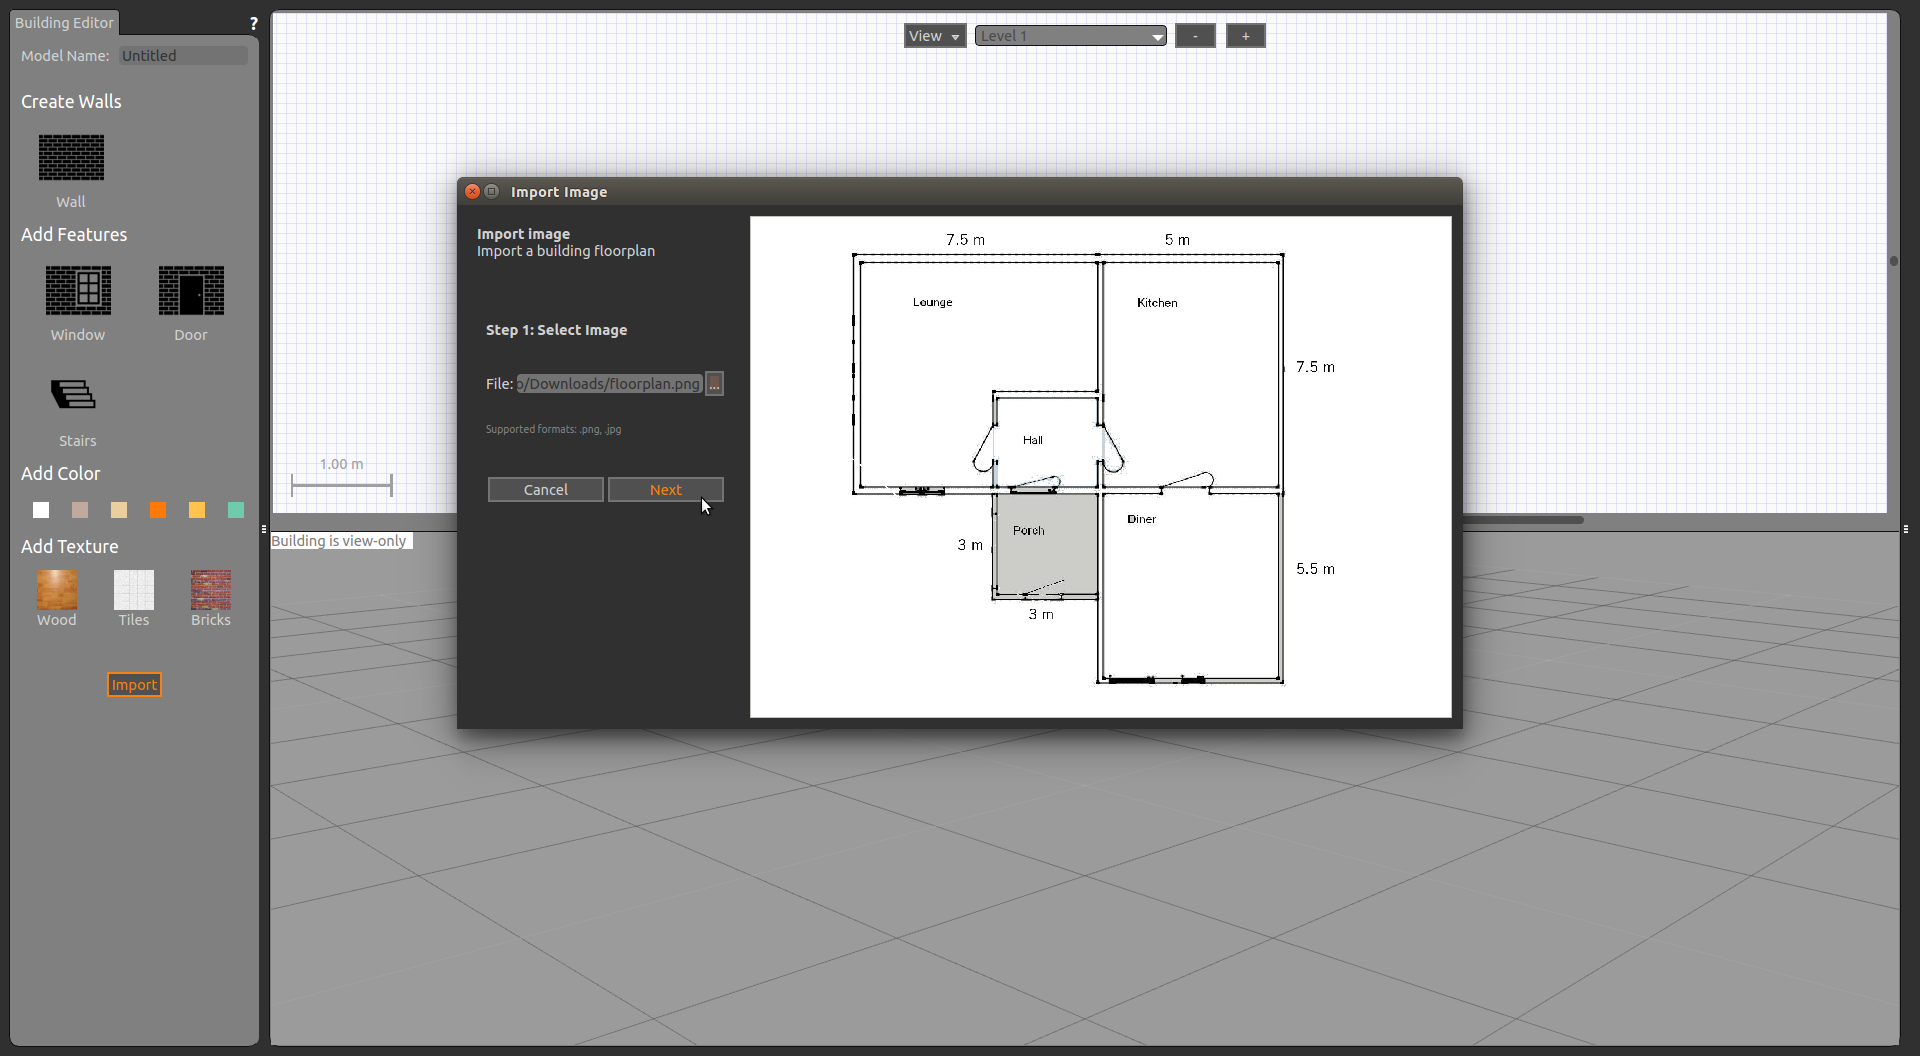 Building Editor
?
Model Name: Untitled
Create Walls
Wall
Add Features
Window Door
Stairs
Add Color
Add Texture
Wood Tiles Bricks
Import
View Level 1 - +
1.00 m
Building is view-only
Import Image
Import image
Import a building floorplan
Step 1: Select Image
File: o/Downloads/floorplan.png ...
Supported formats: .png, .jpg
Cancel Next
7.5 m 5 m
Lounge Kitchen
7.5 m
Hall
Porch Diner
3 m
5.5 m
3 m